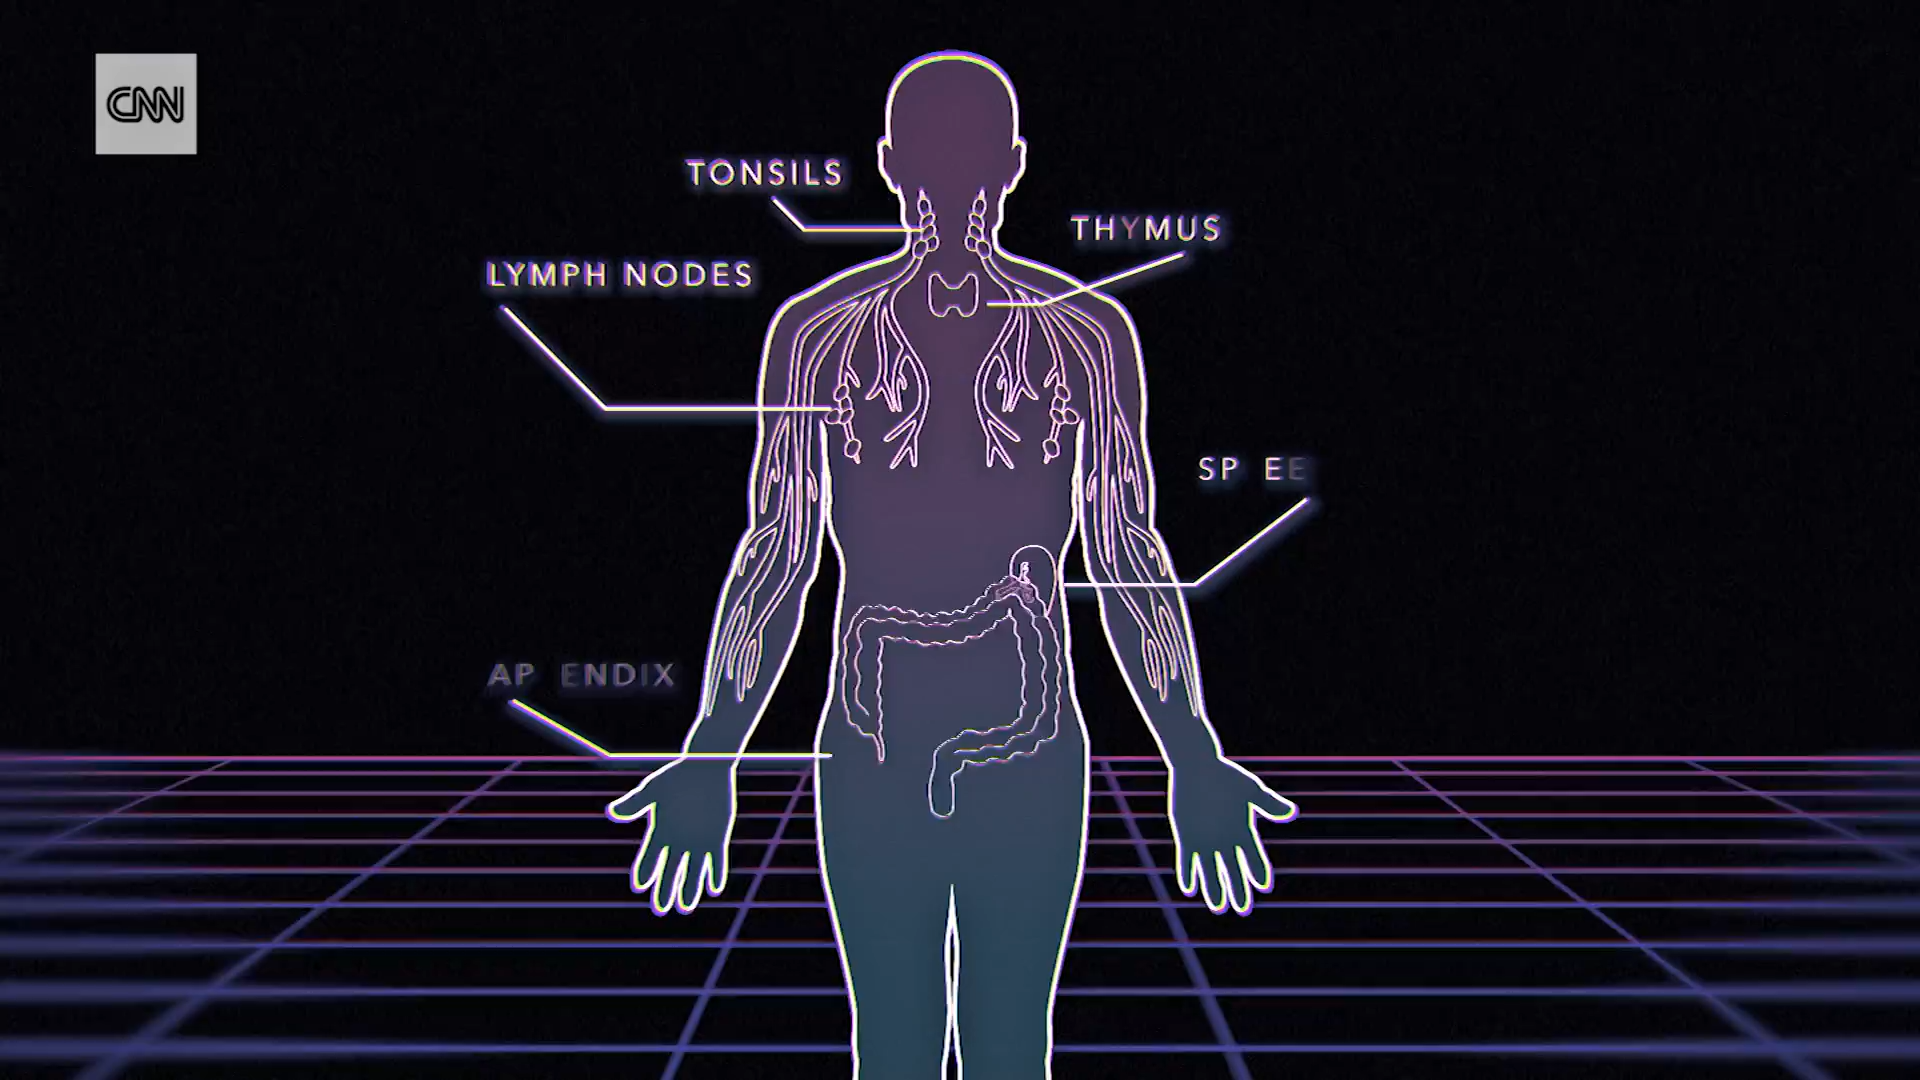 CNN
TONSILS
THYMUS
LYMPH NODES
SP EE
AP ENDIX